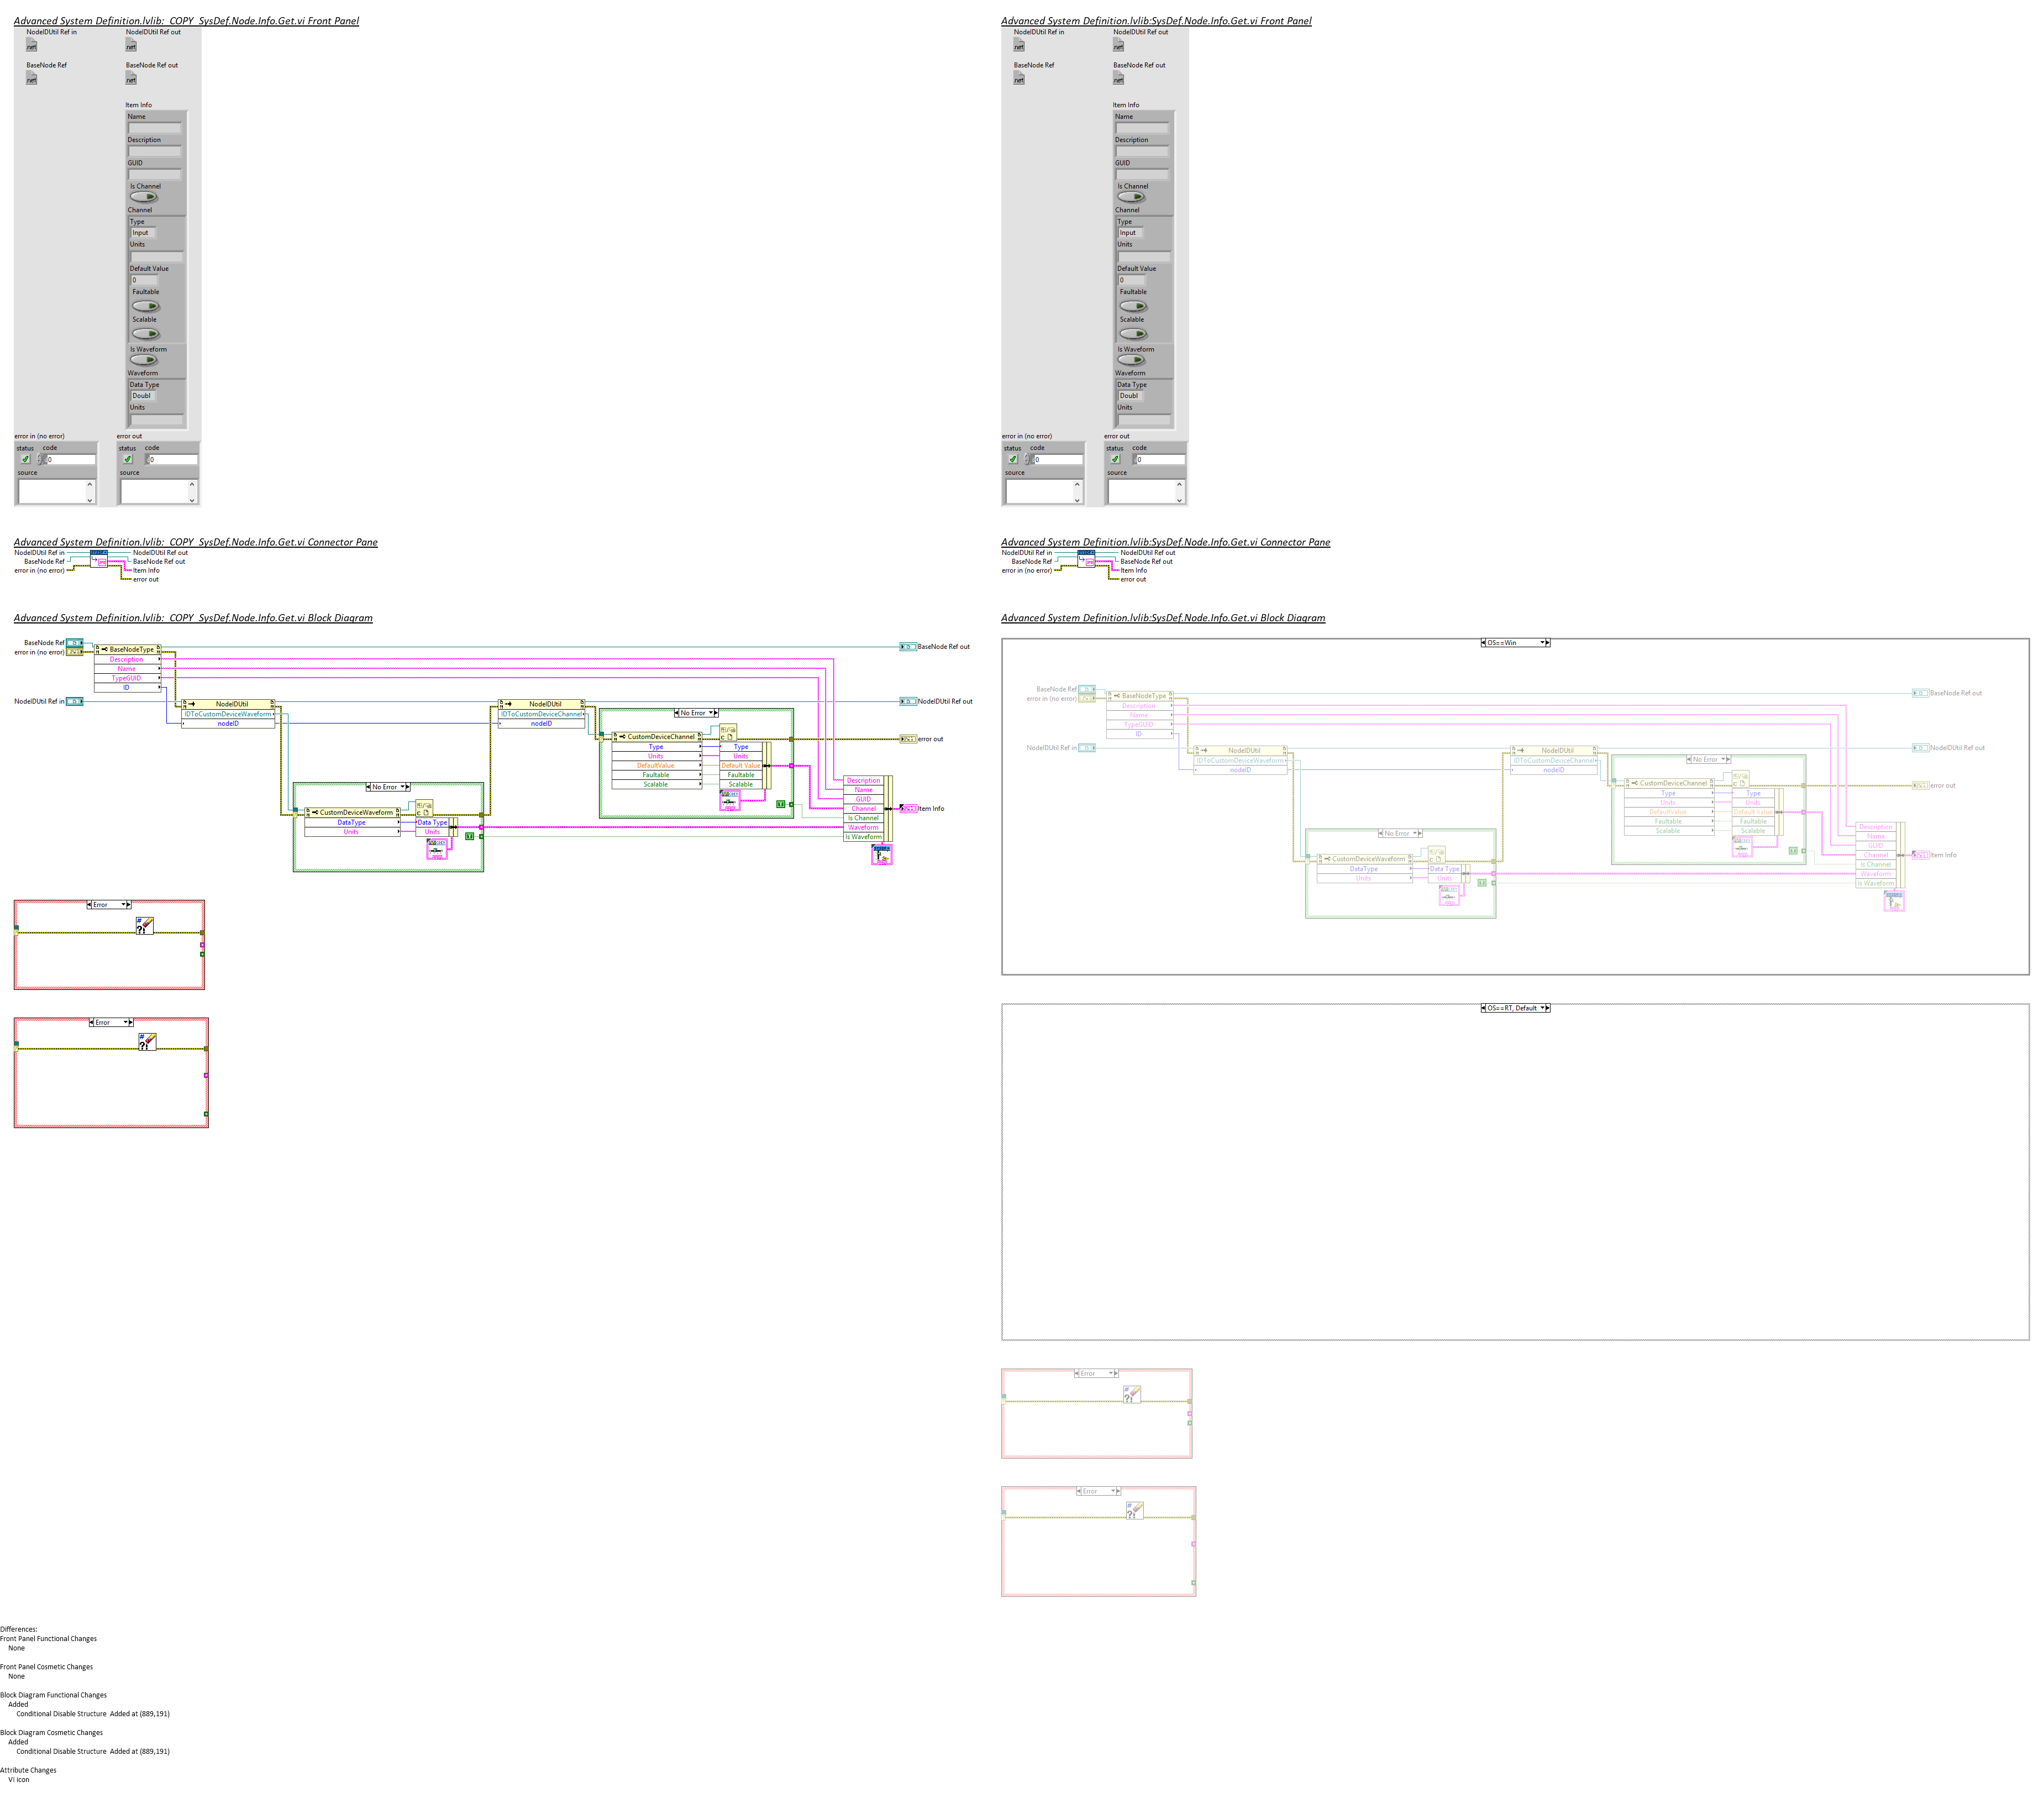 Advanced System Definition.lvlib:_COPY_SysDef.Node.Info.Get.vi Front Panel
NodeIDUtil Ref in
NodeIDUtil Ref out
BaseNode Ref
BaseNode Ref out
Item Info
Name
Description
GUID
Is Channel
Channel
Type
Input
Units
Default Value
0
Faultable
Scalable
Is Waveform
Waveform
Data Type
Doubl
Units
error in (no error)
error out
status code
0
source
status code
0
source
Advanced System Definition.lvlib:SysDef.Node.Info.Get.vi Front Panel
NodeIDUtil Ref in
NodeIDUtil Ref out
BaseNode Ref
BaseNode Ref out
Item Info
Name
Description
GUID
Is Channel
Channel
Type
Input
Units
Default Value
0
Faultable
Scalable
Is Waveform
Waveform
Data Type
Doubl
Units
error in (no error)
error out
status code
0
source
status code
0
source
Advanced System Definition.lvlib:_COPY_SysDef.Node.Info.Get.vi Connector Pane
NodeIDUtil Ref in
BaseNode Ref
error in (no error)
NodeIDUtil Ref out
BaseNode Ref out
Item Info
error out
Advanced System Definition.lvlib:SysDef.Node.Info.Get.vi Connector Pane
NodeIDUtil Ref in
BaseNode Ref
error in (no error)
NodeIDUtil Ref out
BaseNode Ref out
Item Info
error out
Advanced System Definition.lvlib:_COPY_SysDef.Node.Info.Get.vi Block Diagram
BaseNode Ref
error in (no error)
BaseNodeType
Description
Name
TypeGUID
ID
BaseNode Ref out
NodeIDUtil Ref in
NodeIDUtil
IDToCustomDeviceWaveform
nodeID
NodeIDUtil
IDToCustomDeviceChannel
nodeID
NodeIDUtil Ref out
No Error
CustomDeviceChannel
Type
Units
DefaultValue
Faultable
Scalable
Type
Units
Default Value
Faultable
Scalable
error out
No Error
CustomDeviceWaveform
DataType
Units
Data Type
Units
Description
Name
GUID
Channel
Is Channel
Waveform
Is Waveform
Item Info
Error
Error
Advanced System Definition.lvlib:SysDef.Node.Info.Get.vi Block Diagram
OS==Win
BaseNode Ref
error in (no error)
BaseNodeType
Description
Name
TypeGUID
ID
BaseNode Ref out
NodeIDUtil Ref in
NodeIDUtil
IDToCustomDeviceWaveform
nodeID
NodeIDUtil
IDToCustomDeviceChannel
nodeID
NodeIDUtil Ref out
No Error
CustomDeviceChannel
Type
Units
DefaultValue
Faultable
Scalable
Type
Units
Default Value
Faultable
Scalable
error out
No Error
CustomDeviceWaveform
DataType
Units
Data Type
Units
Description
Name
GUID
Channel
Is Channel
Waveform
Is Waveform
Item Info
OS==RT, Default
Error
Error
Differences:
Front Panel Functional Changes
None
Front Panel Cosmetic Changes
None
Block Diagram Functional Changes
Added
Conditional Disable Structure Added at (889,191)
Block Diagram Cosmetic Changes
Added
Conditional Disable Structure Added at (889,191)
Attribute Changes
VI icon